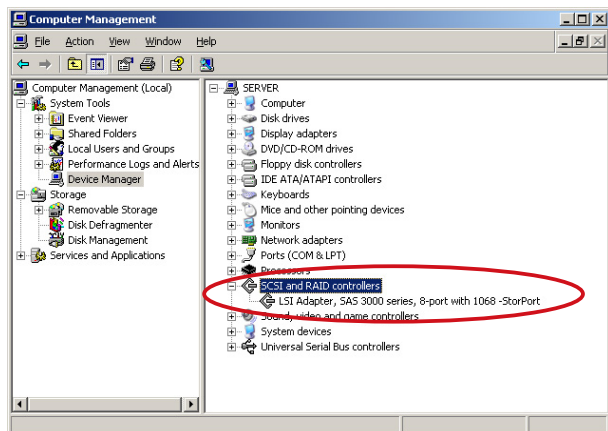 Computer Management
File Action View Window Help
Computer Management (Local)
System Tools
Event Viewer
Shared Folders
Local Users and Groups
Performance Logs and Alerts
Device Manager
Storage
Removable Storage
Disk Defragmenter
Disk Management
Services and Applications
SERVER
Computer
Disk drives
Display adapters
DVD/CD-ROM drives
Floppy disk controllers
IDE ATA/ATAPI controllers
Keyboards
Mice and other pointing devices
Monitors
Network adapters
Ports (COM & LPT)
Processors
SCSI and RAID controllers
LSI Adapter, SAS 3000 series, 8-port with 1068 -StorPort
Sound, video and game controllers
System devices
Universal Serial Bus controllers